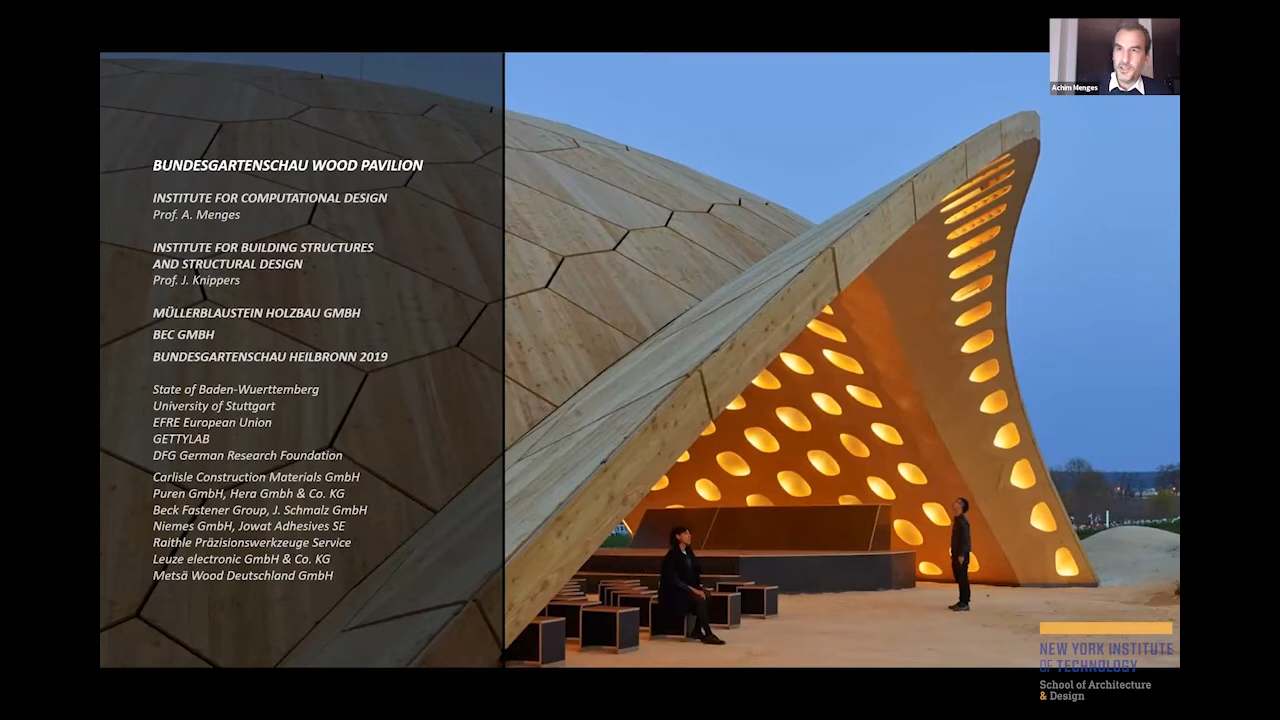 Achim Menges
BUNDESGARTENSCHAU WOOD PAVILION
INSTITUTE FOR COMPUTATIONAL DESIGN
Prof. A. Menges
INSTITUTE FOR BUILDING STRUCTURES
AND STRUCTURAL DESIGN
Prof. J. Knippers
MÜLLERBLAUSTEIN HOLZBAU GMBH
BEC GMBH
BUNDESGARTENSCHAU HEILBRONN 2019
State of Baden-Wuerttemberg
University of Stuttgart
EFRE European Union
GETTYLAB
DFG German Research Foundation
Carlisle Construction Materials GmbH
Puren GmbH, Hera Gmbh & Co. KG
Beck Fastener Group, J. Schmalz GmbH
Niemes GmbH, Jowat Adhesives SE
Raithle Präzisionswerkzeuge Service
Leuze electronic GmbH & Co. KG
Metsä Wood Deutschland GmbH
NEW YORK INSTITUTE
OF TECHNOLOGY
School of Architecture
& Design